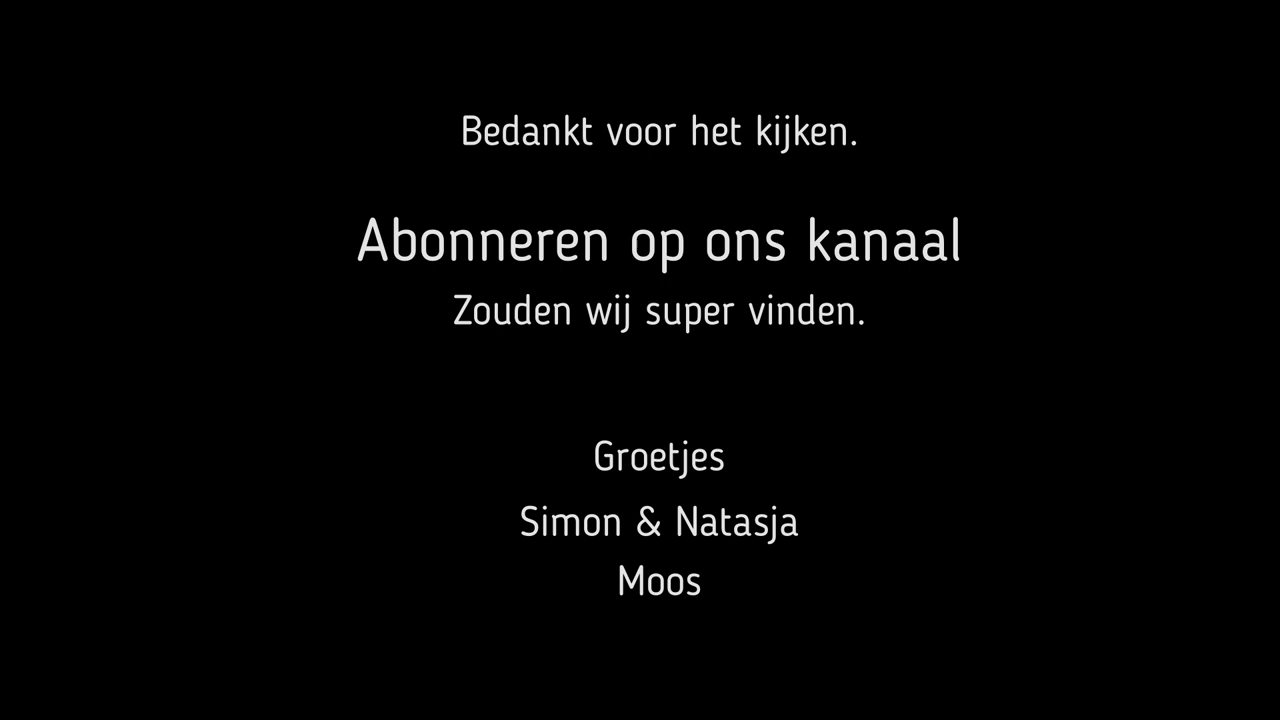 Bedankt voor het kijken.
Abonneren op ons kanaal
Zouden wij super vinden.
Groetjes
Simon & Natasja
Moos